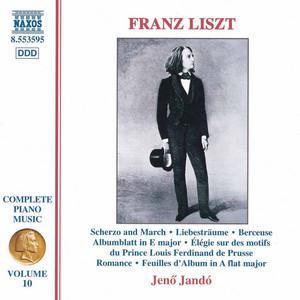 NAXOS
8.553595
DDD
FRANZ LISZT
COMPLETE
PIANO
MUSIC
VOLUME
10
Scherzo and March • Liebesträume • Berceuse
Albumblatt in E major • Élégie sur des motifs
du Prince Louis Ferdinand de Prusse
Romance • Feuilles d'Album in A flat major
Jenő Jandó